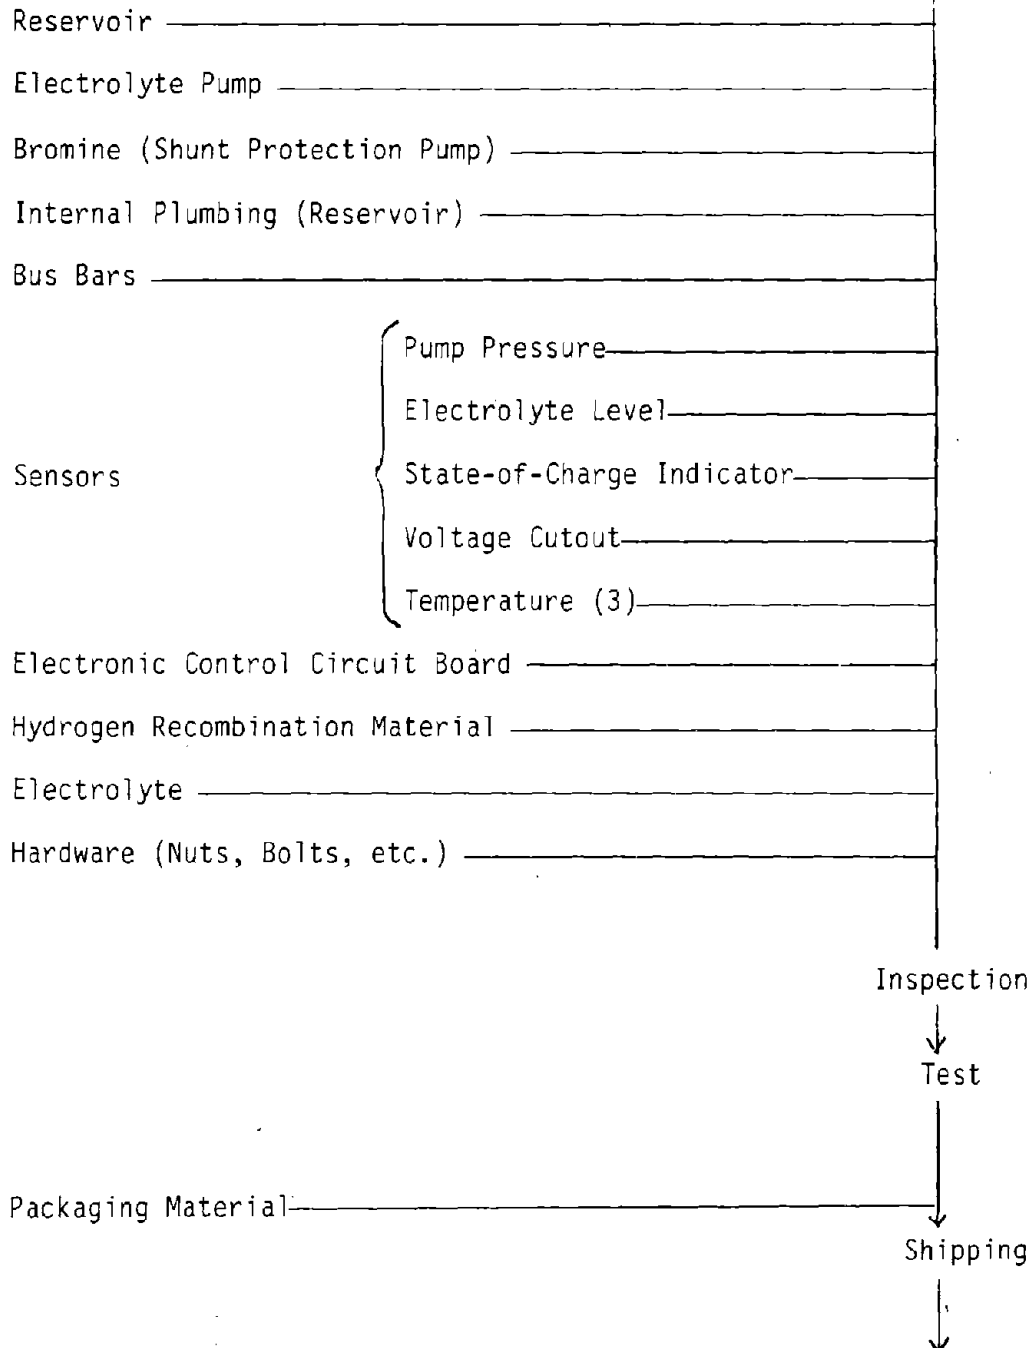 Reservoir
Electrolyte Pump
Bromine (Shunt Protection Pump)
Internal Plumbing (Reservoir)
Bus Bars
Pump Pressure
Electrolyte Level
Sensors
State-of-Charge Indicator
Voltage Cutout
Temperature (3)
Electronic Control Circuit Board
Hydrogen Recombination Material
Electrolyte
Hardware (Nuts, Bolts, etc.)
Inspection
Test
Packaging Material
Shipping